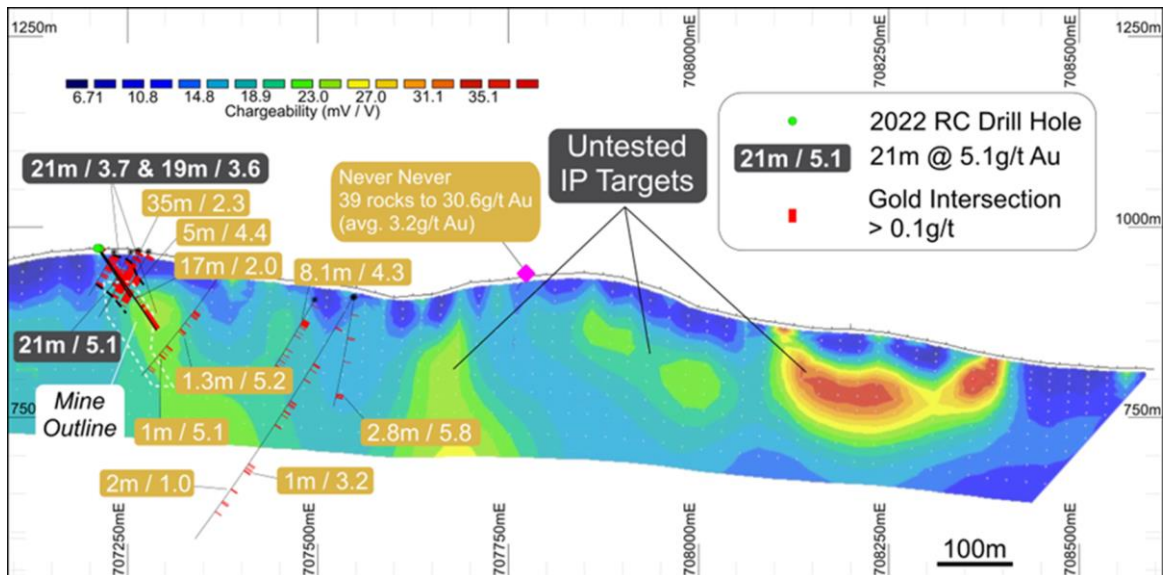 1250m
708000mE
708250mE
708500mE
1250m
6.71 10.8 14.8 18.9 23.0 27.0 31.1 35.1
Chargeability (mV / V)
2022 RC Drill Hole
21m / 5.1 21m @ 5.1g/t Au
Gold Intersection
> 0.1g/t
Untested
IP Targets
21m / 3.7 & 19m / 3.6
Never Never
39 rocks to 30.6g/t Au
(avg. 3.2g/t Au)
35m / 2.3
5m / 4.4
17m / 2.0
8.1m / 4.3
1000m
21m / 5.1
1.3m / 5.2
Mine
Outline
750
750m
1m / 5.1
2.8m / 5.8
2m / 1.0
1m / 3.2
707250mE
707500mE
707750mE
708000mE
708250mE
708500mE
100m